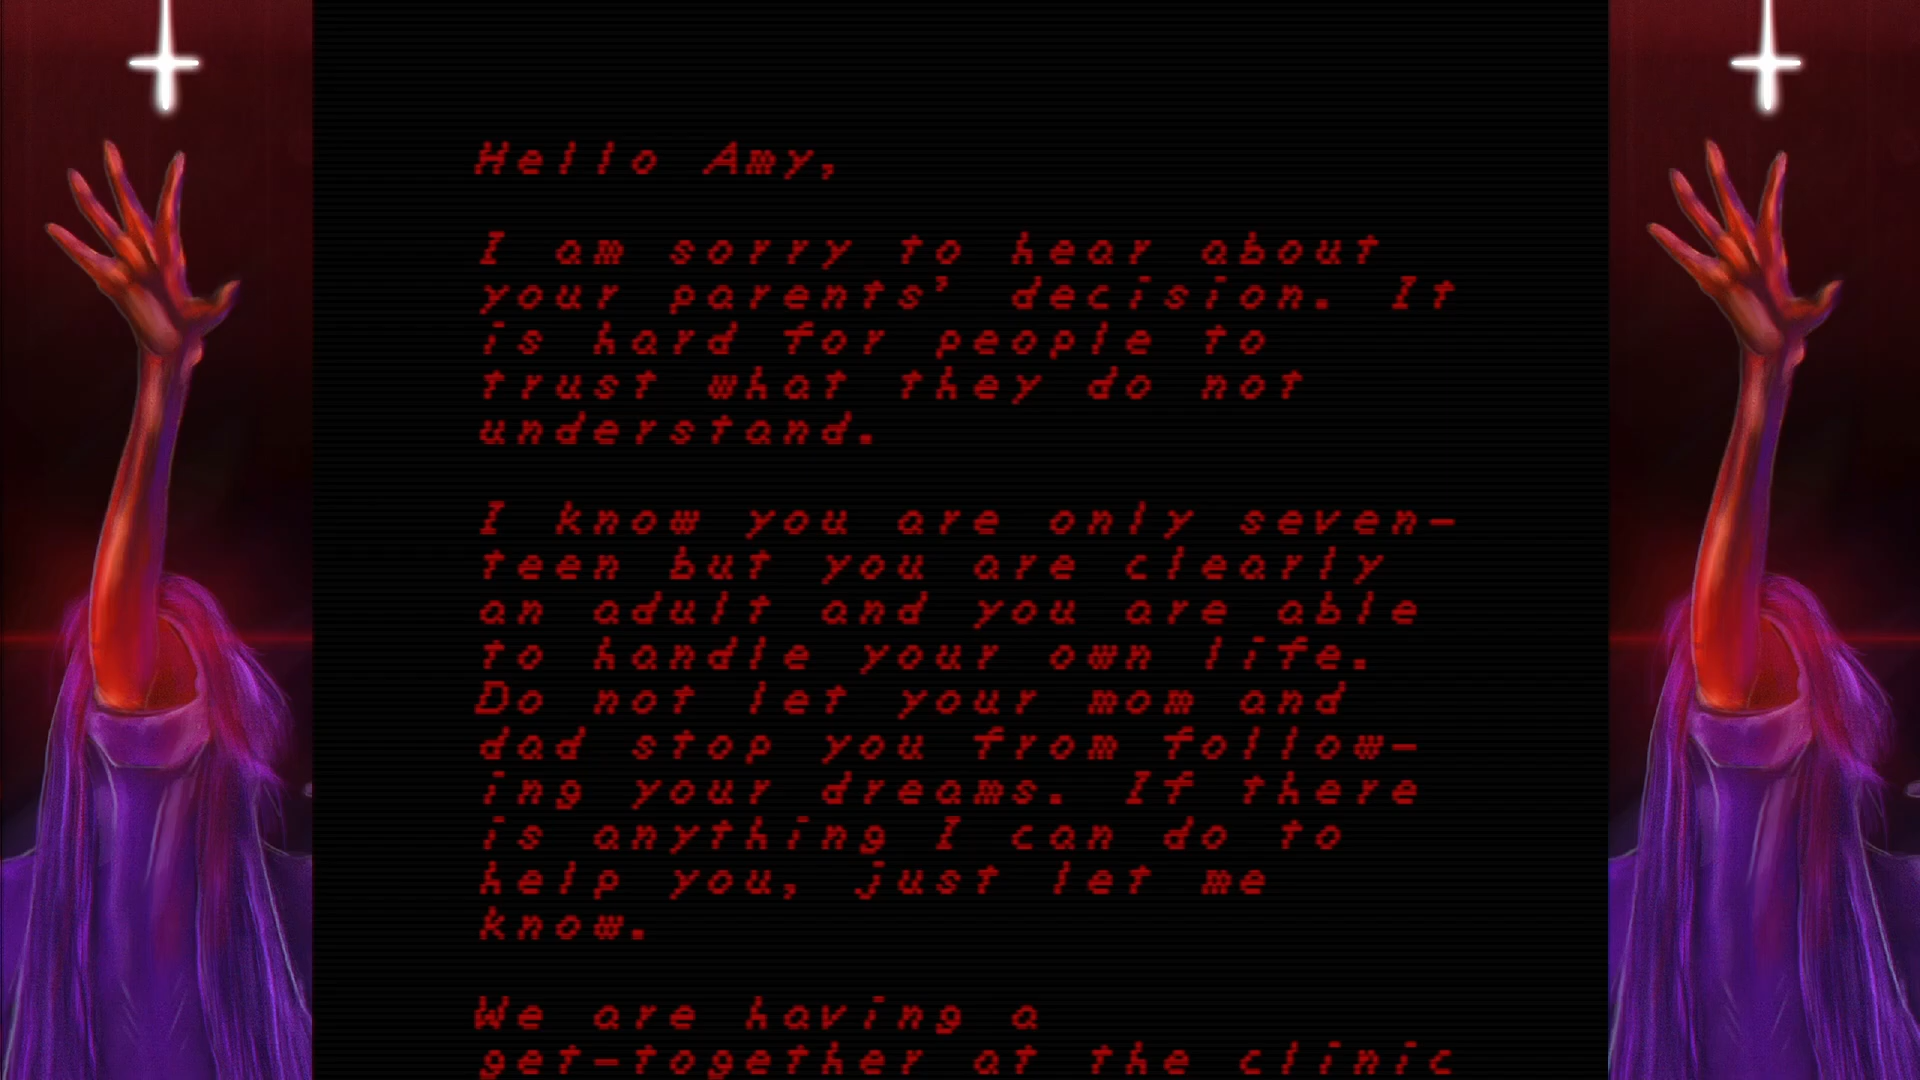 Hello Amy,
I am sorry to hear about
your parents' decision. It
is hard for people to
trust what they do not
understand.
I know you are only seven-
teen but you are clearly
an adult and you are able
to handle your own life.
Do not let your mom and
dad stop you from follow-
ing your dreams. If there
is anything I can do to
help you, just let me
know.
We are having a
get-together at the clinic